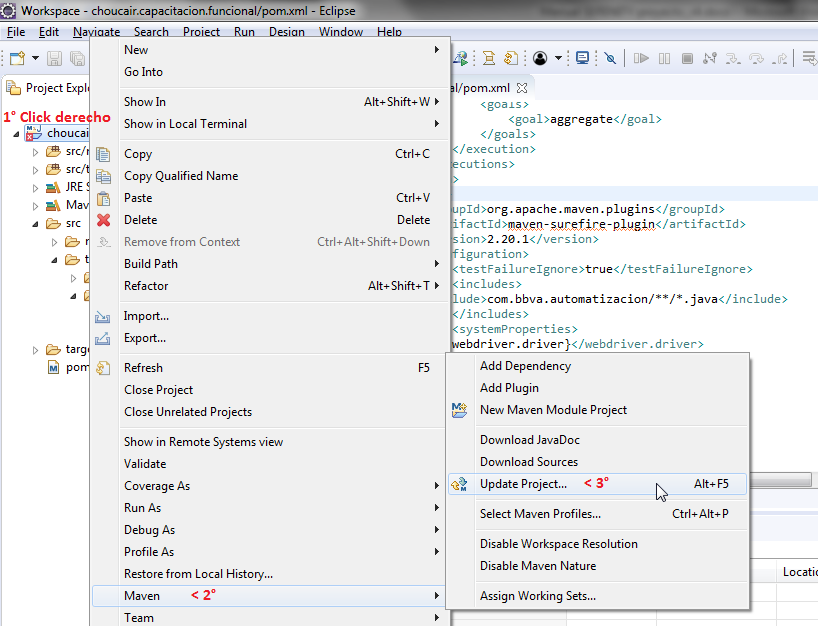 Workspace - choucair.capacitacion.funcional/pom.xml - Eclipse
File Edit Navigate Search Project Run Design Window Help
Project Explo
al/pom.xml
1° Click derecho
choucai
src/
src/t
JRE S
Mav
src
targe
pom
New
Go Into
Show In Alt+Shift+W
Show in Local Terminal
Copy Ctrl+C
Copy Qualified Name
Paste Ctrl+V
Delete Delete
Remove from Context Ctrl+Alt+Shift+Down
Build Path
Refactor Alt+Shift+T
Import...
Export...
Refresh F5
Close Project
Close Unrelated Projects
Show in Remote Systems view
Validate
Coverage As
Run As
Debug As
Profile As
Restore from Local History...
Maven < 2°
Team
<goals>
<goal>aggregate</goal>
</goals>
</execution>
ecutions>
>
upId>org.apache.maven.plugins</groupId>
ifactId>maven-surefire-plugin</artifactId>
sion>2.20.1</version>
figuration>
<testFailureIgnore>true</testFailureIgnore>
<includes>
lude>com.bbva.automatizacion/**/*.java</include>
</includes>
<systemProperties>
webdriver.driver}</webdriver.driver>
Add Dependency
Add Plugin
New Maven Module Project
Download JavaDoc
Download Sources
Update Project... < 3° Alt+F5
Select Maven Profiles... Ctrl+Alt+P
Disable Workspace Resolution
Disable Maven Nature
Assign Working Sets...
Locatio